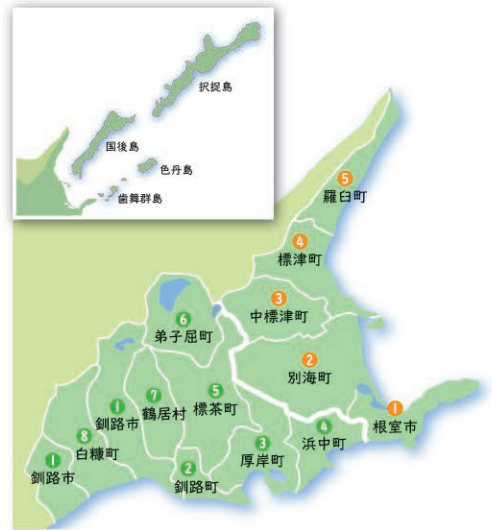 択捉島
国後島
色丹島
歯舞群島
5
羅臼町
4
標津町
3
中標津町
6
弟子屈町
2
別海町
1
釧路市
7
鶴居村
5
標茶町
1
根室市
4
浜中町
3
厚岸町
8
白糠町
1
釧路市
2
釧路町